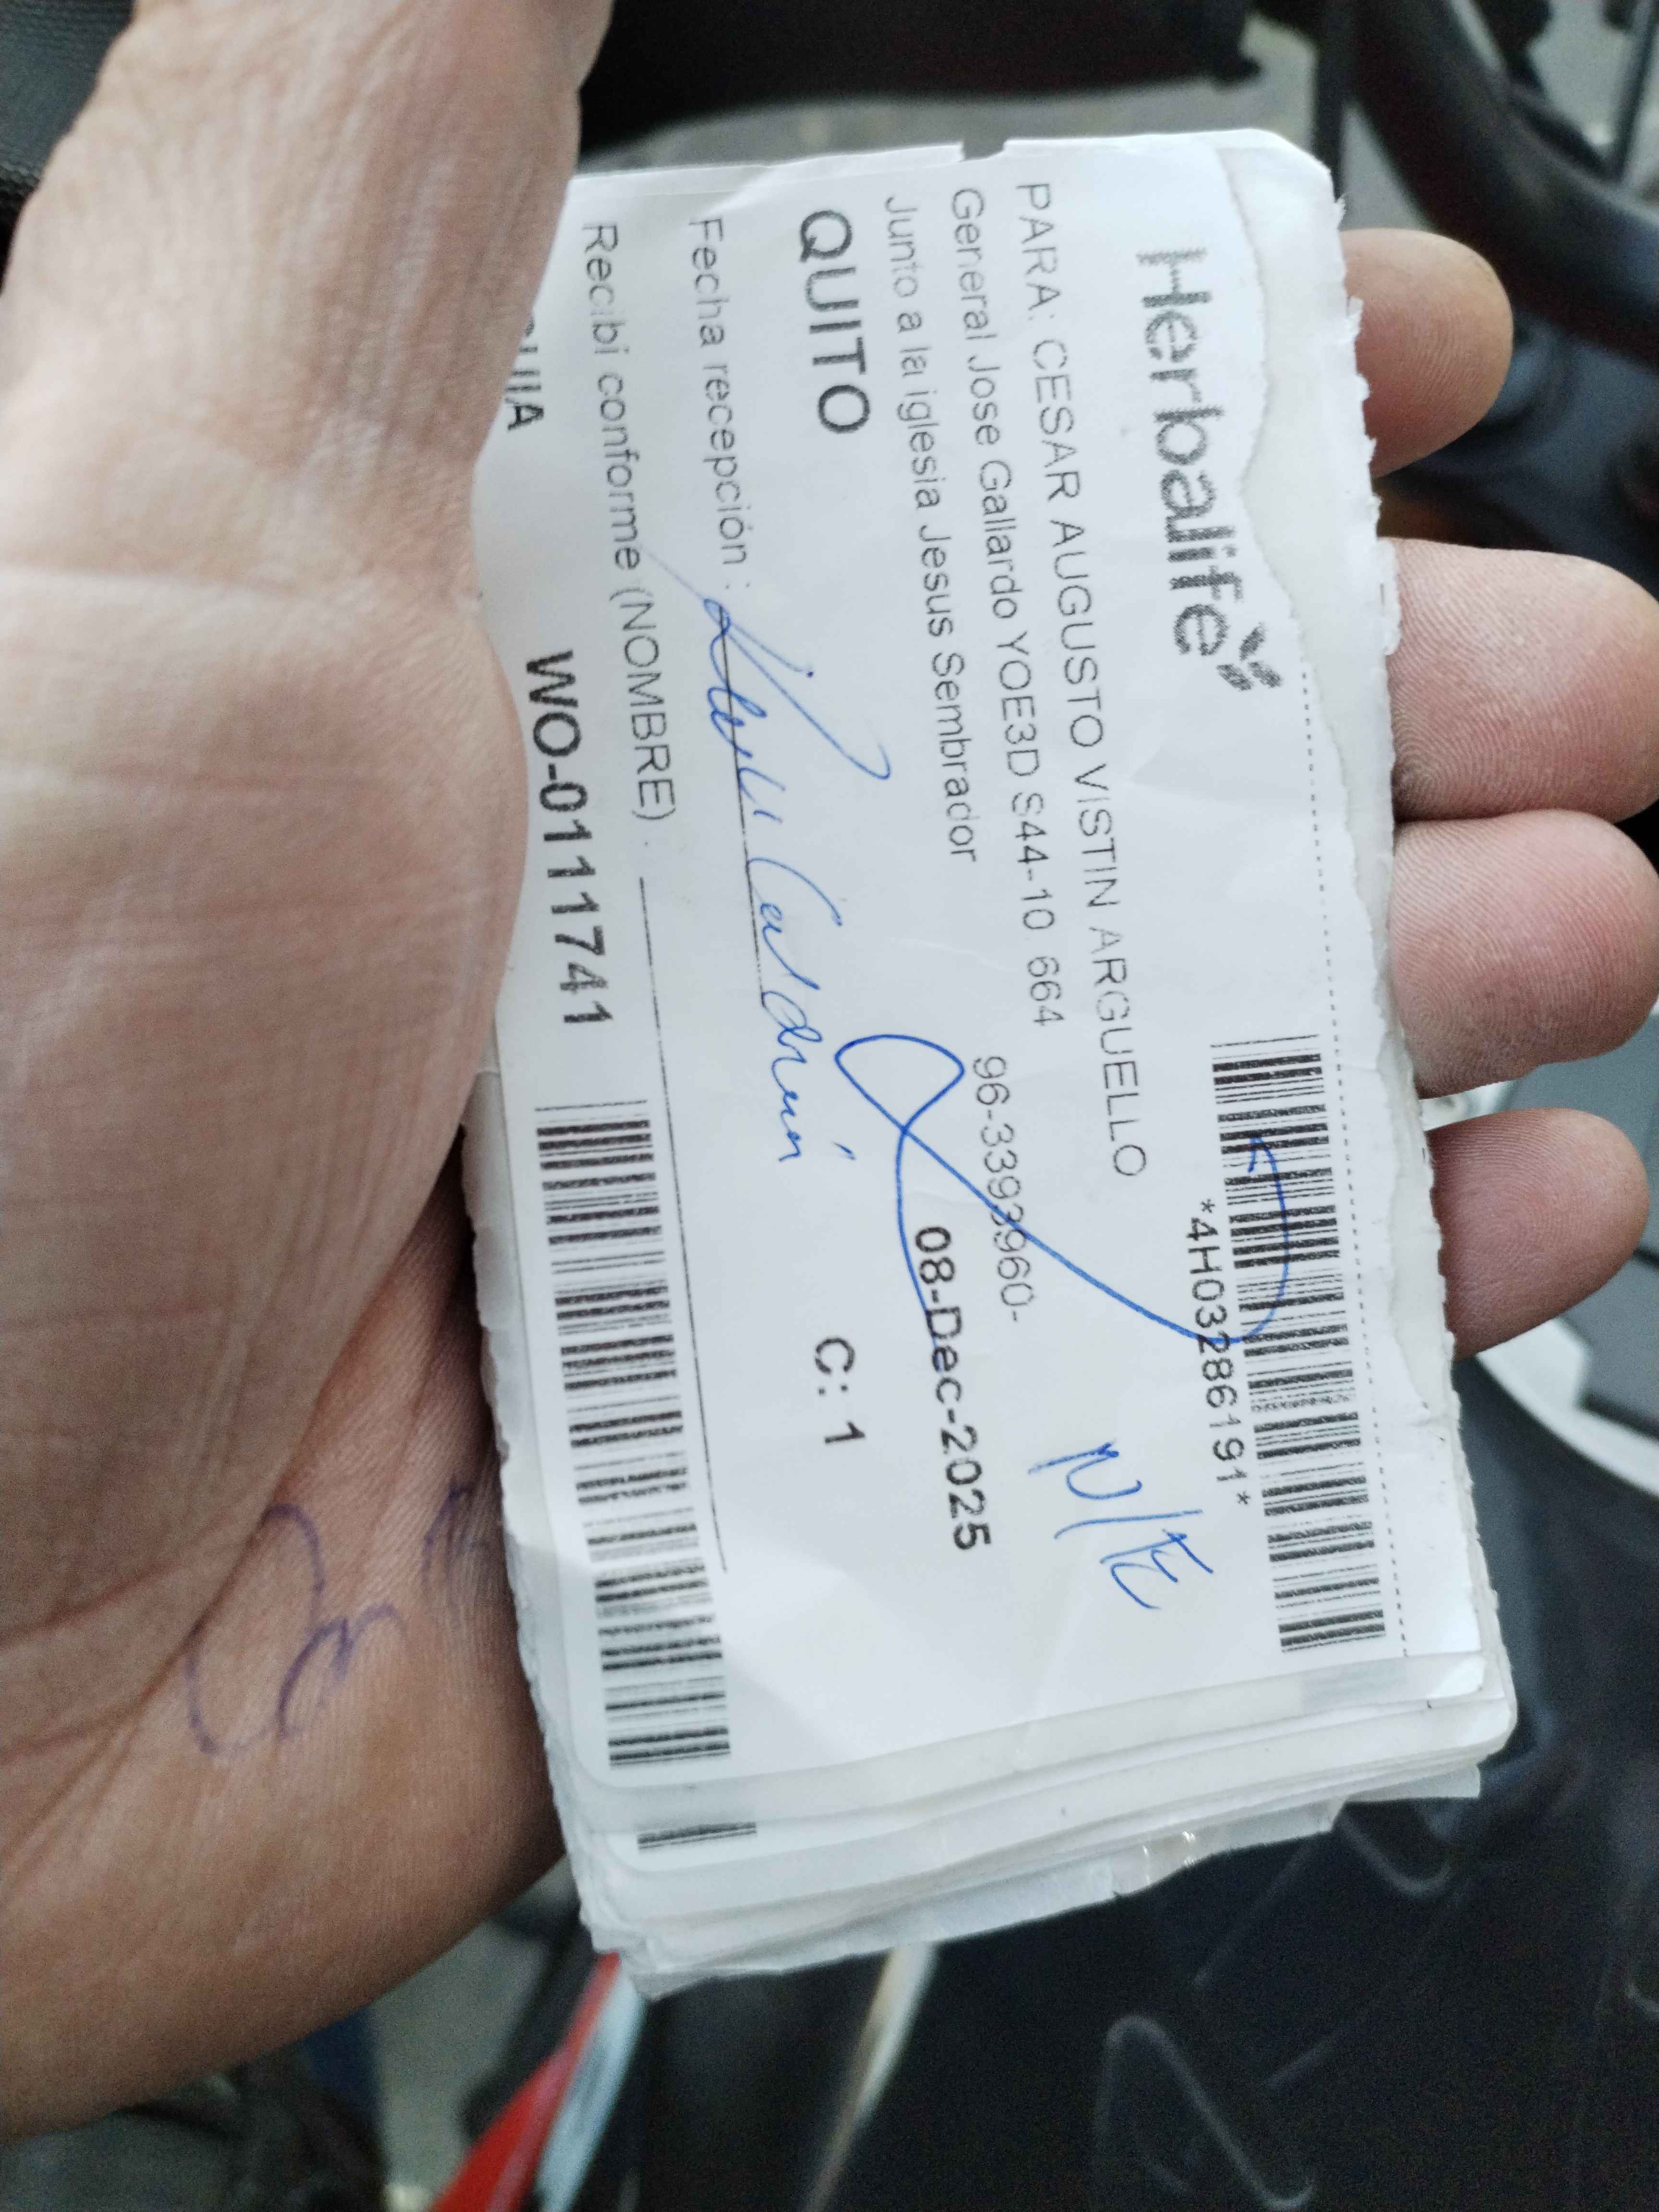 Herbalife
*4H03286191*
PARA: CESAR AUGUSTO VISTIN ARGUELLO
General Jose Gallardo YOE3D S44-10 664
N/E
Junto a la iglesia Jesus Sembrador
96-3393960-
QUITO
08-Dec-2025
Fecha recepción :
C: 1
Recibi conforme (NOMBRE) :
WO-0111741